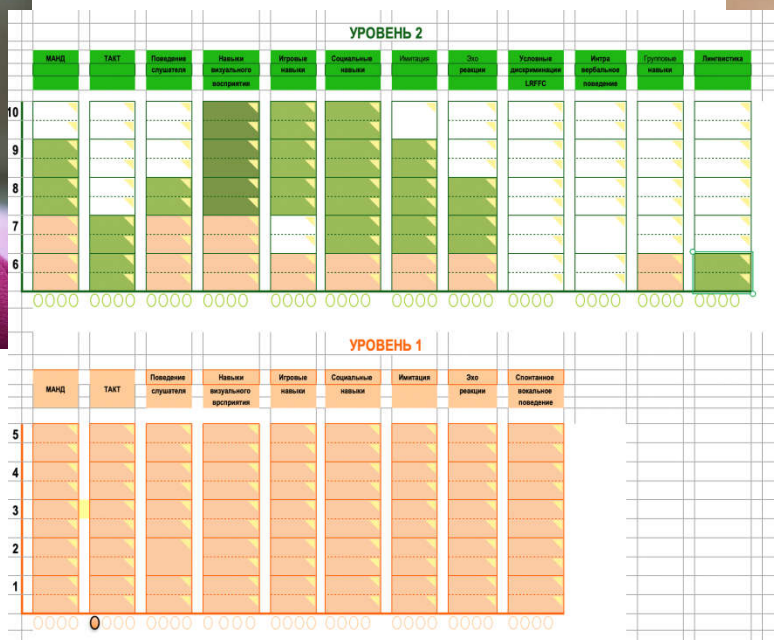 УРОВЕНЬ 2
МАНД ТАКТ Поведение Навыки Игровые Социальные Имитация Эхо Условные Интра Групповые Лингвистика
слушателя визуального навыки навыки реакции дискриминации вербальное навыки
восприятие LRFFC поведение
10
9
8
7
6
УРОВЕНЬ 1
МАНД ТАКТ Поведение Навыки Игровые Социальные Имитация Эхо Спонтанное
слушателя визуального навыки навыки реакции вокальное
врсприятия поведение
5
4
3
2
1